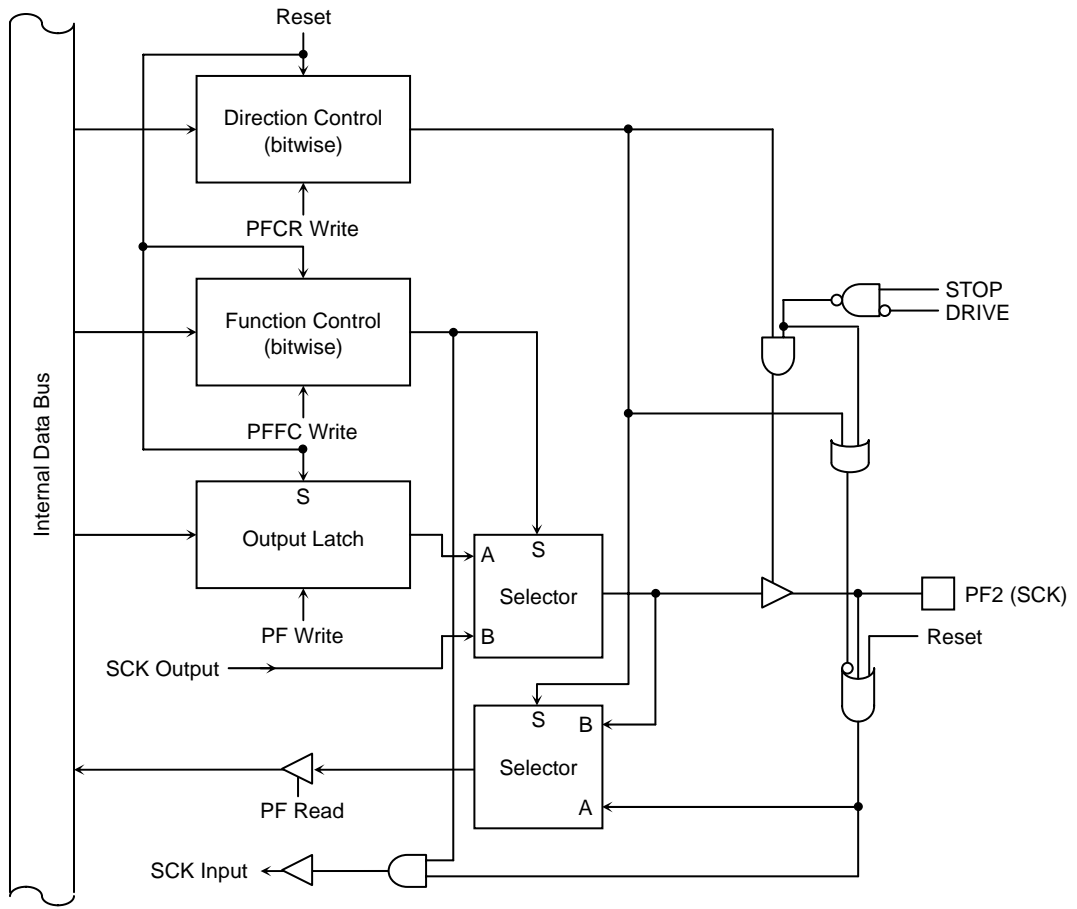 Reset
Direction Control
(bitwise)
PFCR Write
STOP
DRIVE
Function Control
(bitwise)
PFFC Write
Internal Data Bus
S
Output Latch
A
S
Selector
B
PF Write
PF2 (SCK)
Reset
SCK Output
S
B
Selector
A
PF Read
SCK Input